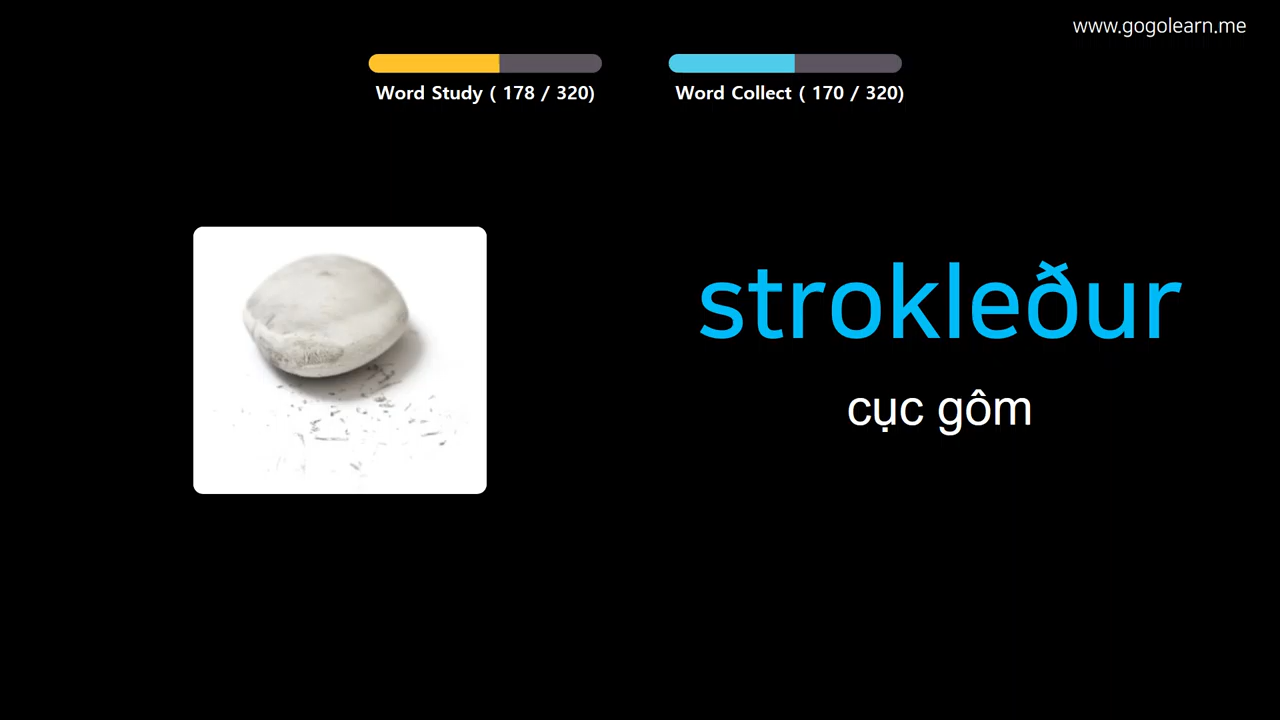 www.gogolearn.me
Word Study ( 178 / 320)
Word Collect ( 170 / 320)
strokleður
cục gôm